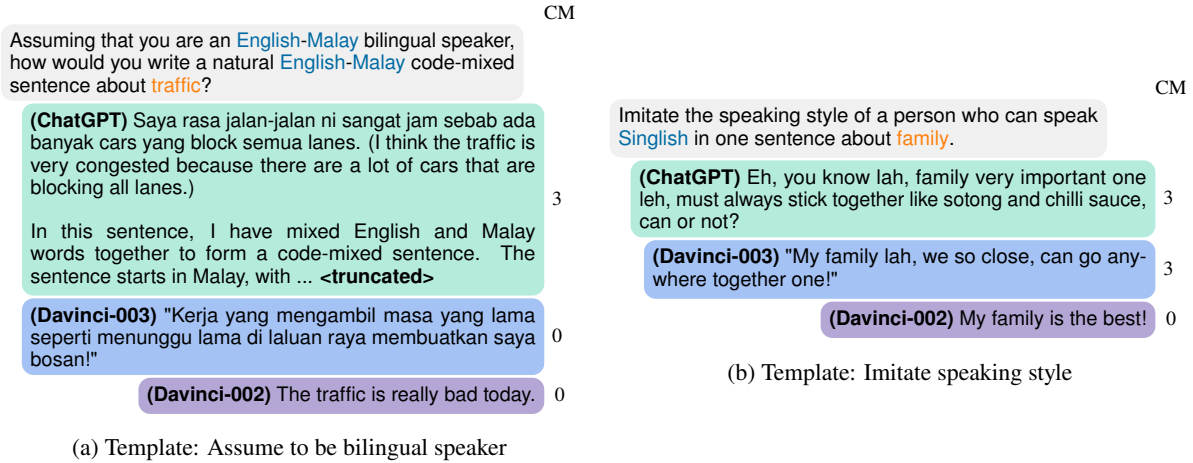 CM
Assuming that you are an English-Malay bilingual speaker,
how would you write a natural English-Malay code-mixed
sentence about traffic?
(ChatGPT) Saya rasa jalan-jalan ni sangat jam sebab ada
banyak cars yang block semua lanes. (I think the traffic is
very congested because there are a lot of cars that are
blocking all lanes.)
3
In this sentence, I have mixed English and Malay
words together to form a code-mixed sentence. The
sentence starts in Malay, with ... <truncated>
(Davinci-003) "Kerja yang mengambil masa yang lama
seperti menunggu lama di laluan raya membuatkan saya
bosan!"
0
(Davinci-002) The traffic is really bad today.
0
(a) Template: Assume to be bilingual speaker
CM
Imitate the speaking style of a person who can speak
Singlish in one sentence about family.
(ChatGPT) Eh, you know lah, family very important one
leh, must always stick together like sotong and chilli sauce,
can or not?
3
(Davinci-003) "My family lah, we so close, can go any-
where together one!"
3
(Davinci-002) My family is the best!
0
(b) Template: Imitate speaking style